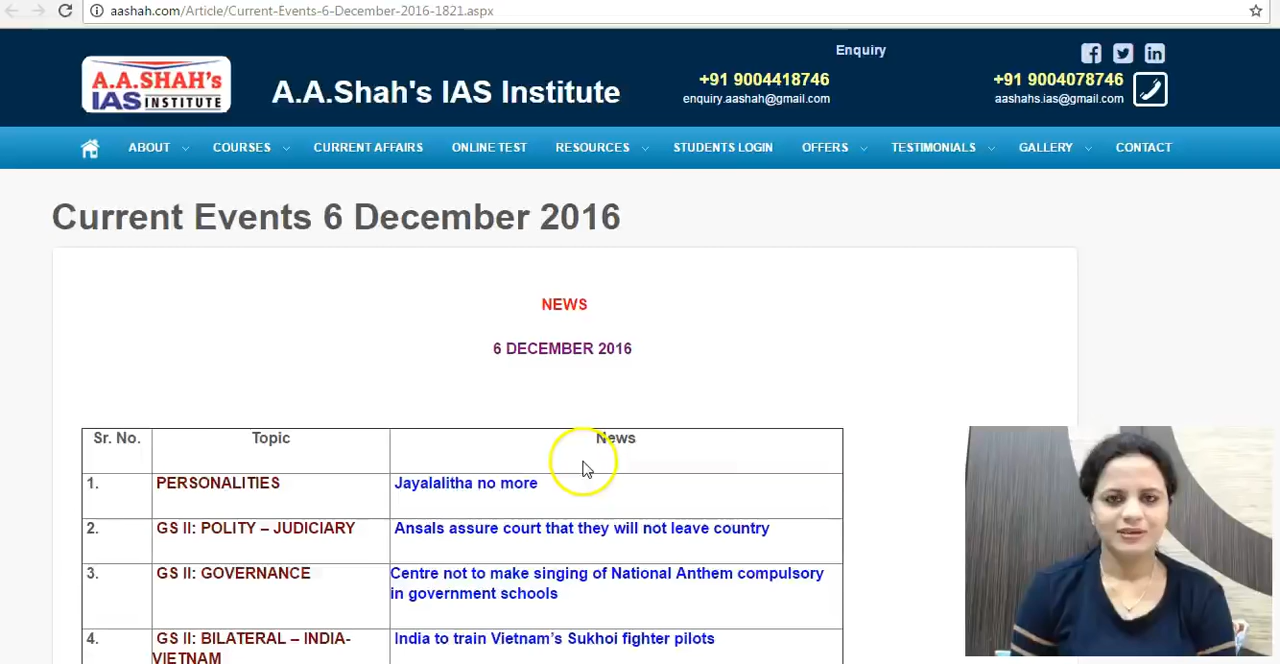 aashah.com/Article/Current-Events-6-December-2016-1821.aspx
Enquiry
A.A.SHAH's
IAS INSTITUTE
A.A.Shah's IAS Institute
+91 9004418746
enquiry.aashah@gmail.com
+91 9004078746
aashahs.ias@gmail.com
ABOUT COURSES CURRENT AFFAIRS ONLINE TEST RESOURCES STUDENTS LOGIN OFFERS TESTIMONIALS GALLERY CONTACT
Current Events 6 December 2016
NEWS
6 DECEMBER 2016
Sr. No. Topic News
1. PERSONALITIES Jayalalitha no more
2. GS II: POLITY – JUDICIARY Ansals assure court that they will not leave country
3. GS II: GOVERNANCE Centre not to make singing of National Anthem compulsory
in government schools
4. GS II: BILATERAL – INDIA- India to train Vietnam's Sukhoi fighter pilots
VIETNAM